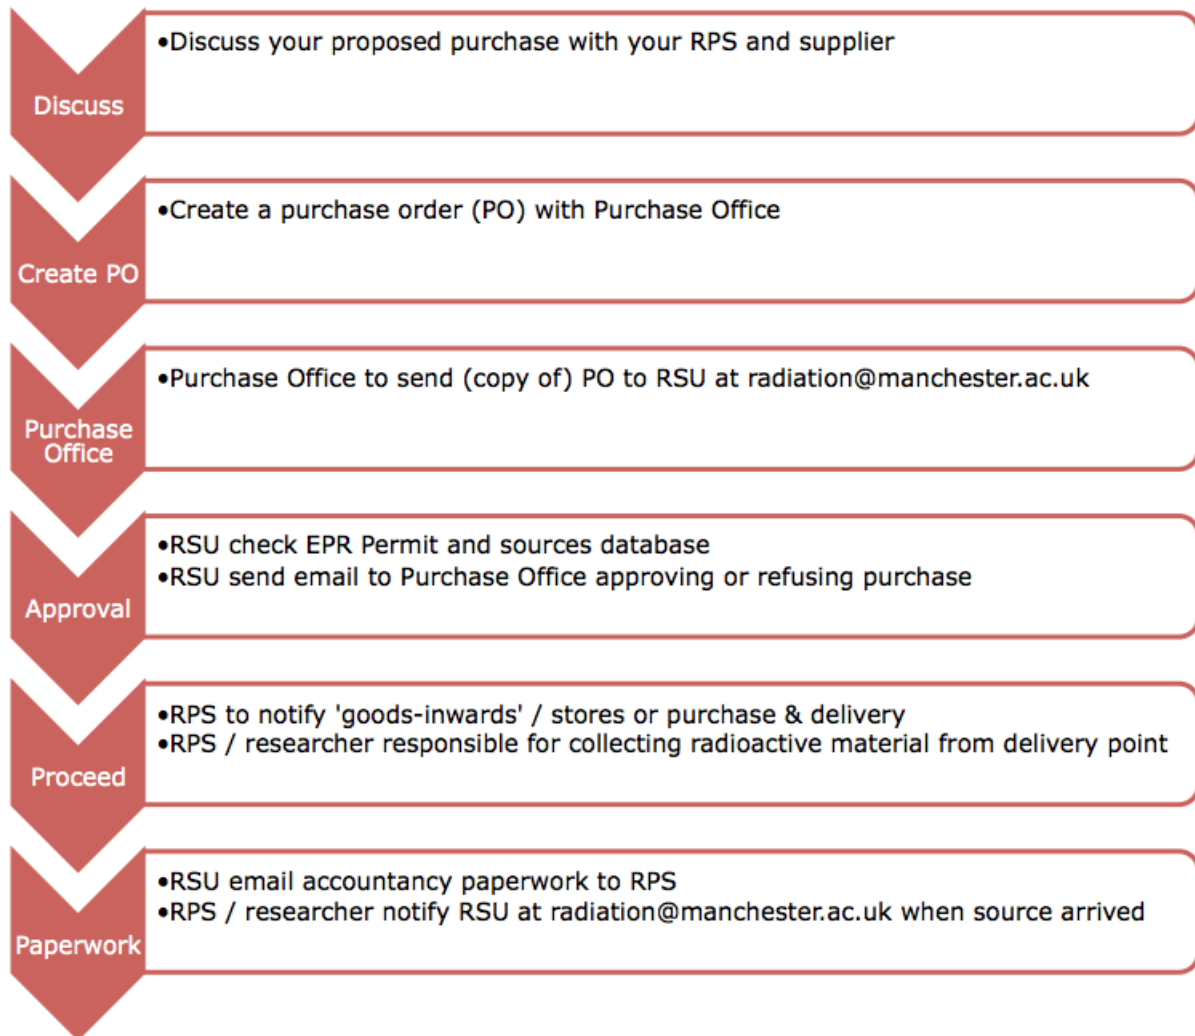 Discuss
•Discuss your proposed purchase with your RPS and supplier
Create PO
•Create a purchase order (PO) with Purchase Office
Purchase
Office
•Purchase Office to send (copy of) PO to RSU at radiation@manchester.ac.uk
Approval
•RSU check EPR Permit and sources database
•RSU send email to Purchase Office approving or refusing purchase
Proceed
•RPS to notify 'goods-inwards' / stores or purchase & delivery
•RPS / researcher responsible for collecting radioactive material from delivery point
Paperwork
•RSU email accountancy paperwork to RPS
•RPS / researcher notify RSU at radiation@manchester.ac.uk when source arrived